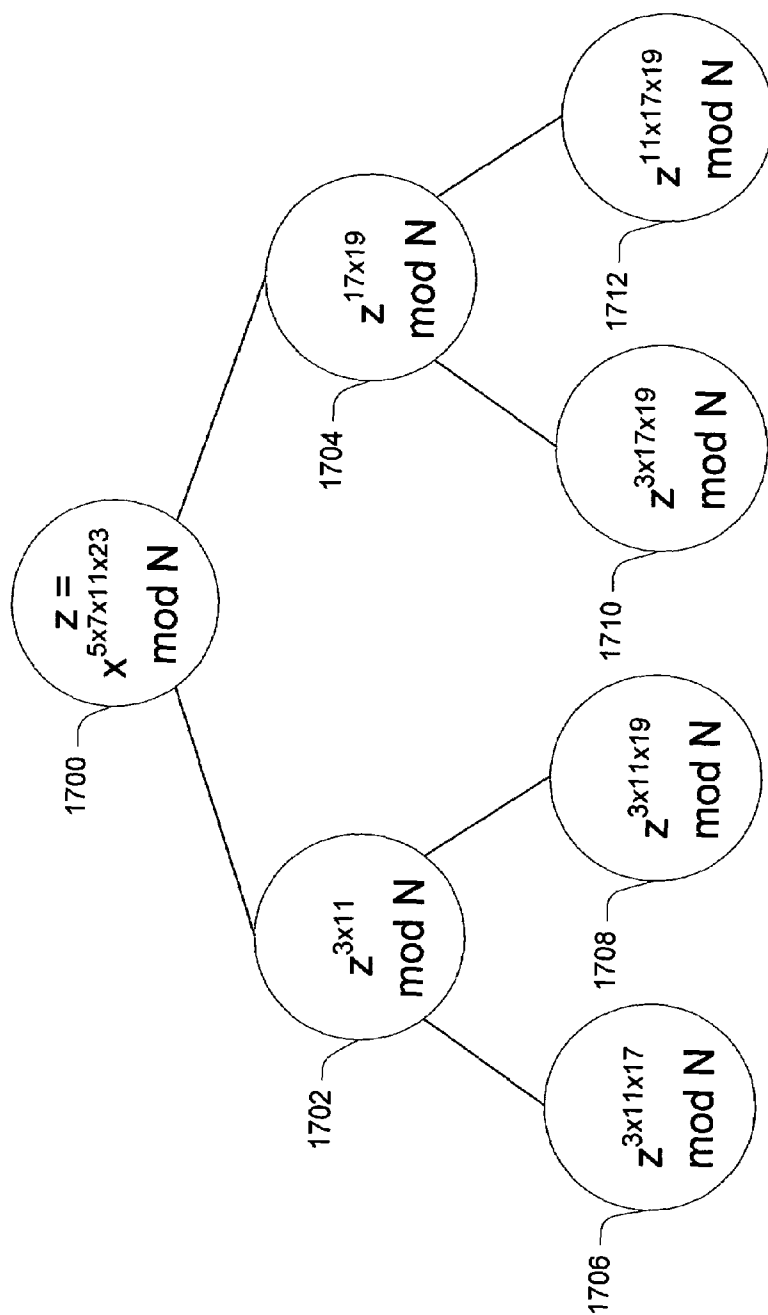 1700
z =
x^5x7x11x23
mod N
1702
z^3x11
mod N
1704
z^17x19
mod N
1706
z^3x11x17
mod N
1708
z^3x11x19
mod N
1710
z^3x17x19
mod N
1712
z^11x17x19
mod N